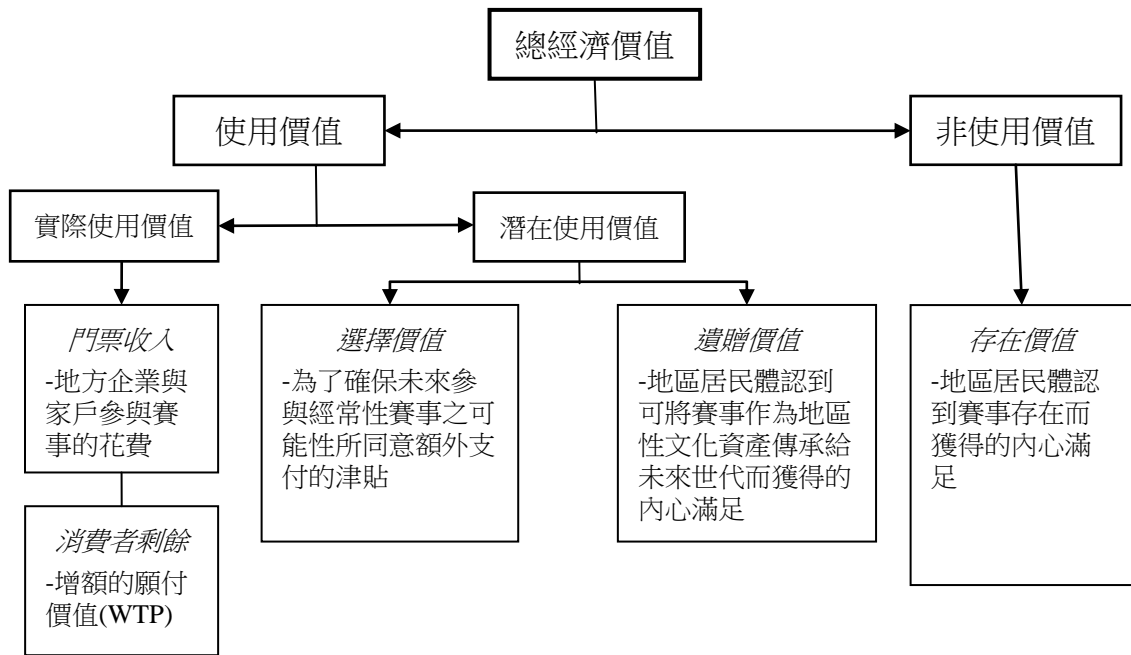 總經濟價值
使用價值
非使用價值
實際使用價值
潛在使用價值
門票收入
-地方企業與
家戶參與賽
事的花費
消費者剩餘
-增額的願付
價值(WTP)
選擇價值
-為了確保未來參
與經常性賽事之可
能性所同意額外支
付的津貼
遺贈價值
-地區居民體認到
可將賽事作為地區
性文化資產傳承給
未來世代而獲得的
內心滿足
存在價值
-地區居民體認
到賽事存在而
獲得的內心滿
足